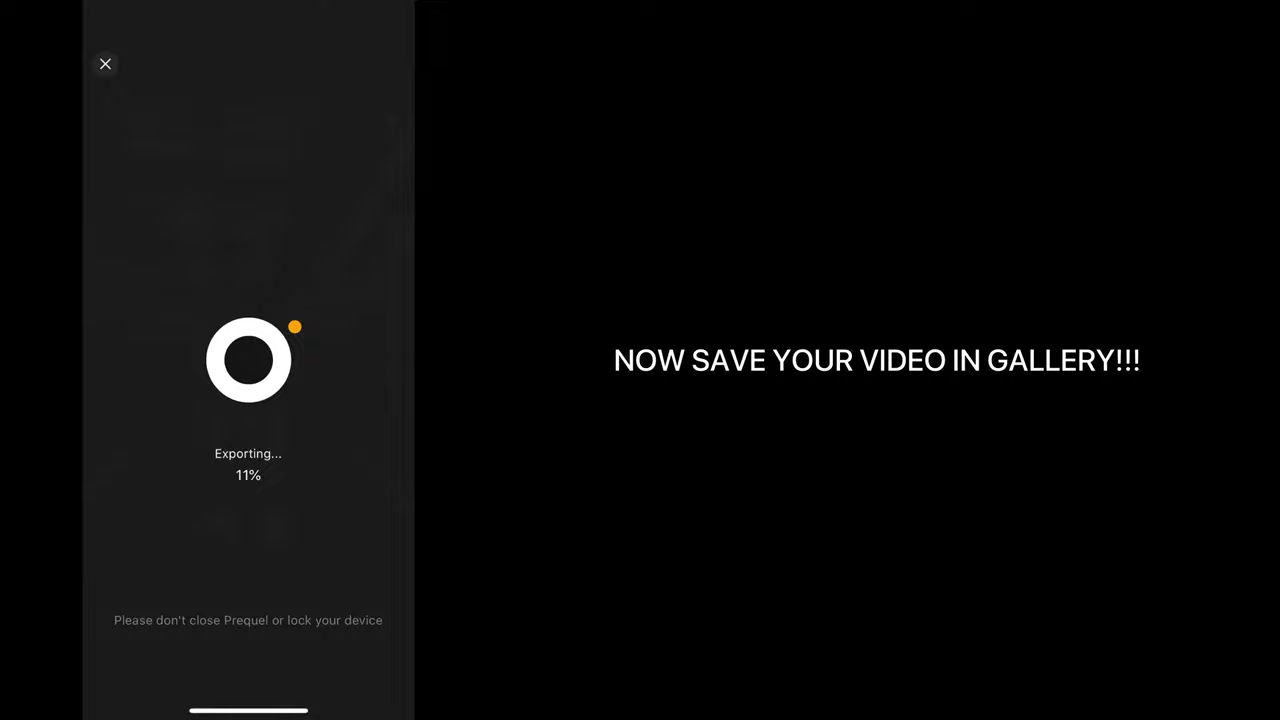 Exporting...
11%
Please don't close Prequel or lock your device
NOW SAVE YOUR VIDEO IN GALLERY!!!